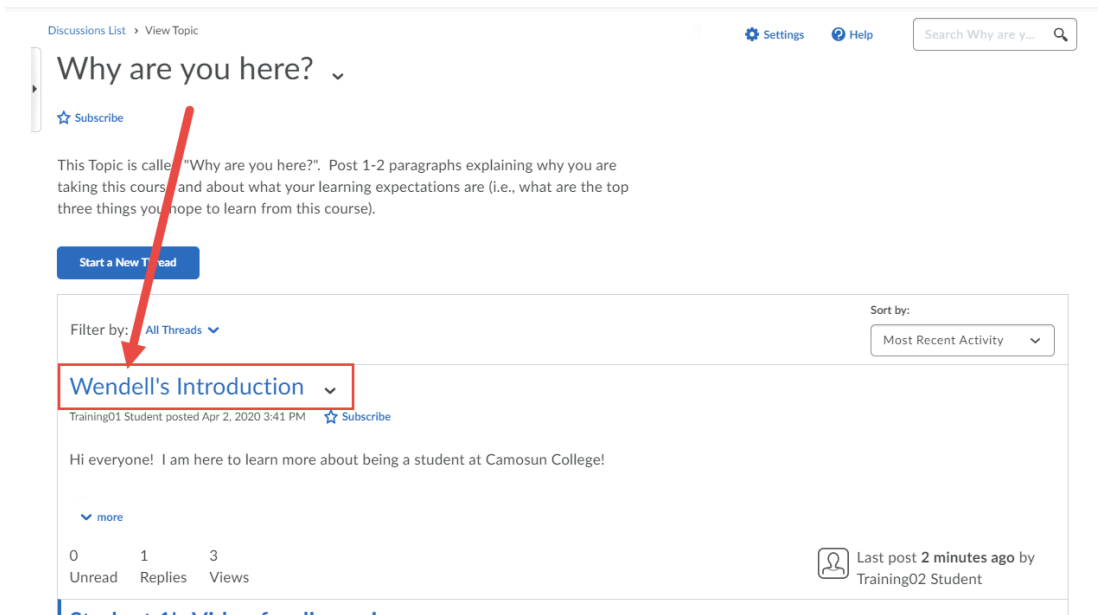 Discussions List › View Topic
Settings
Help
Search Why are y...
Why are you here?
Subscribe
This Topic is called "Why are you here?". Post 1-2 paragraphs explaining why you are
taking this course and about what your learning expectations are (i.e., what are the top
three things you hope to learn from this course).
Start a New Thread
Filter by: All Threads
Sort by:
Most Recent Activity
Wendell's Introduction
Training01 Student posted Apr 2, 2020 3:41 PM
Subscribe
Hi everyone! I am here to learn more about being a student at Camosun College!
more
0 1 3
Unread Replies Views
Last post 2 minutes ago by
Training02 Student